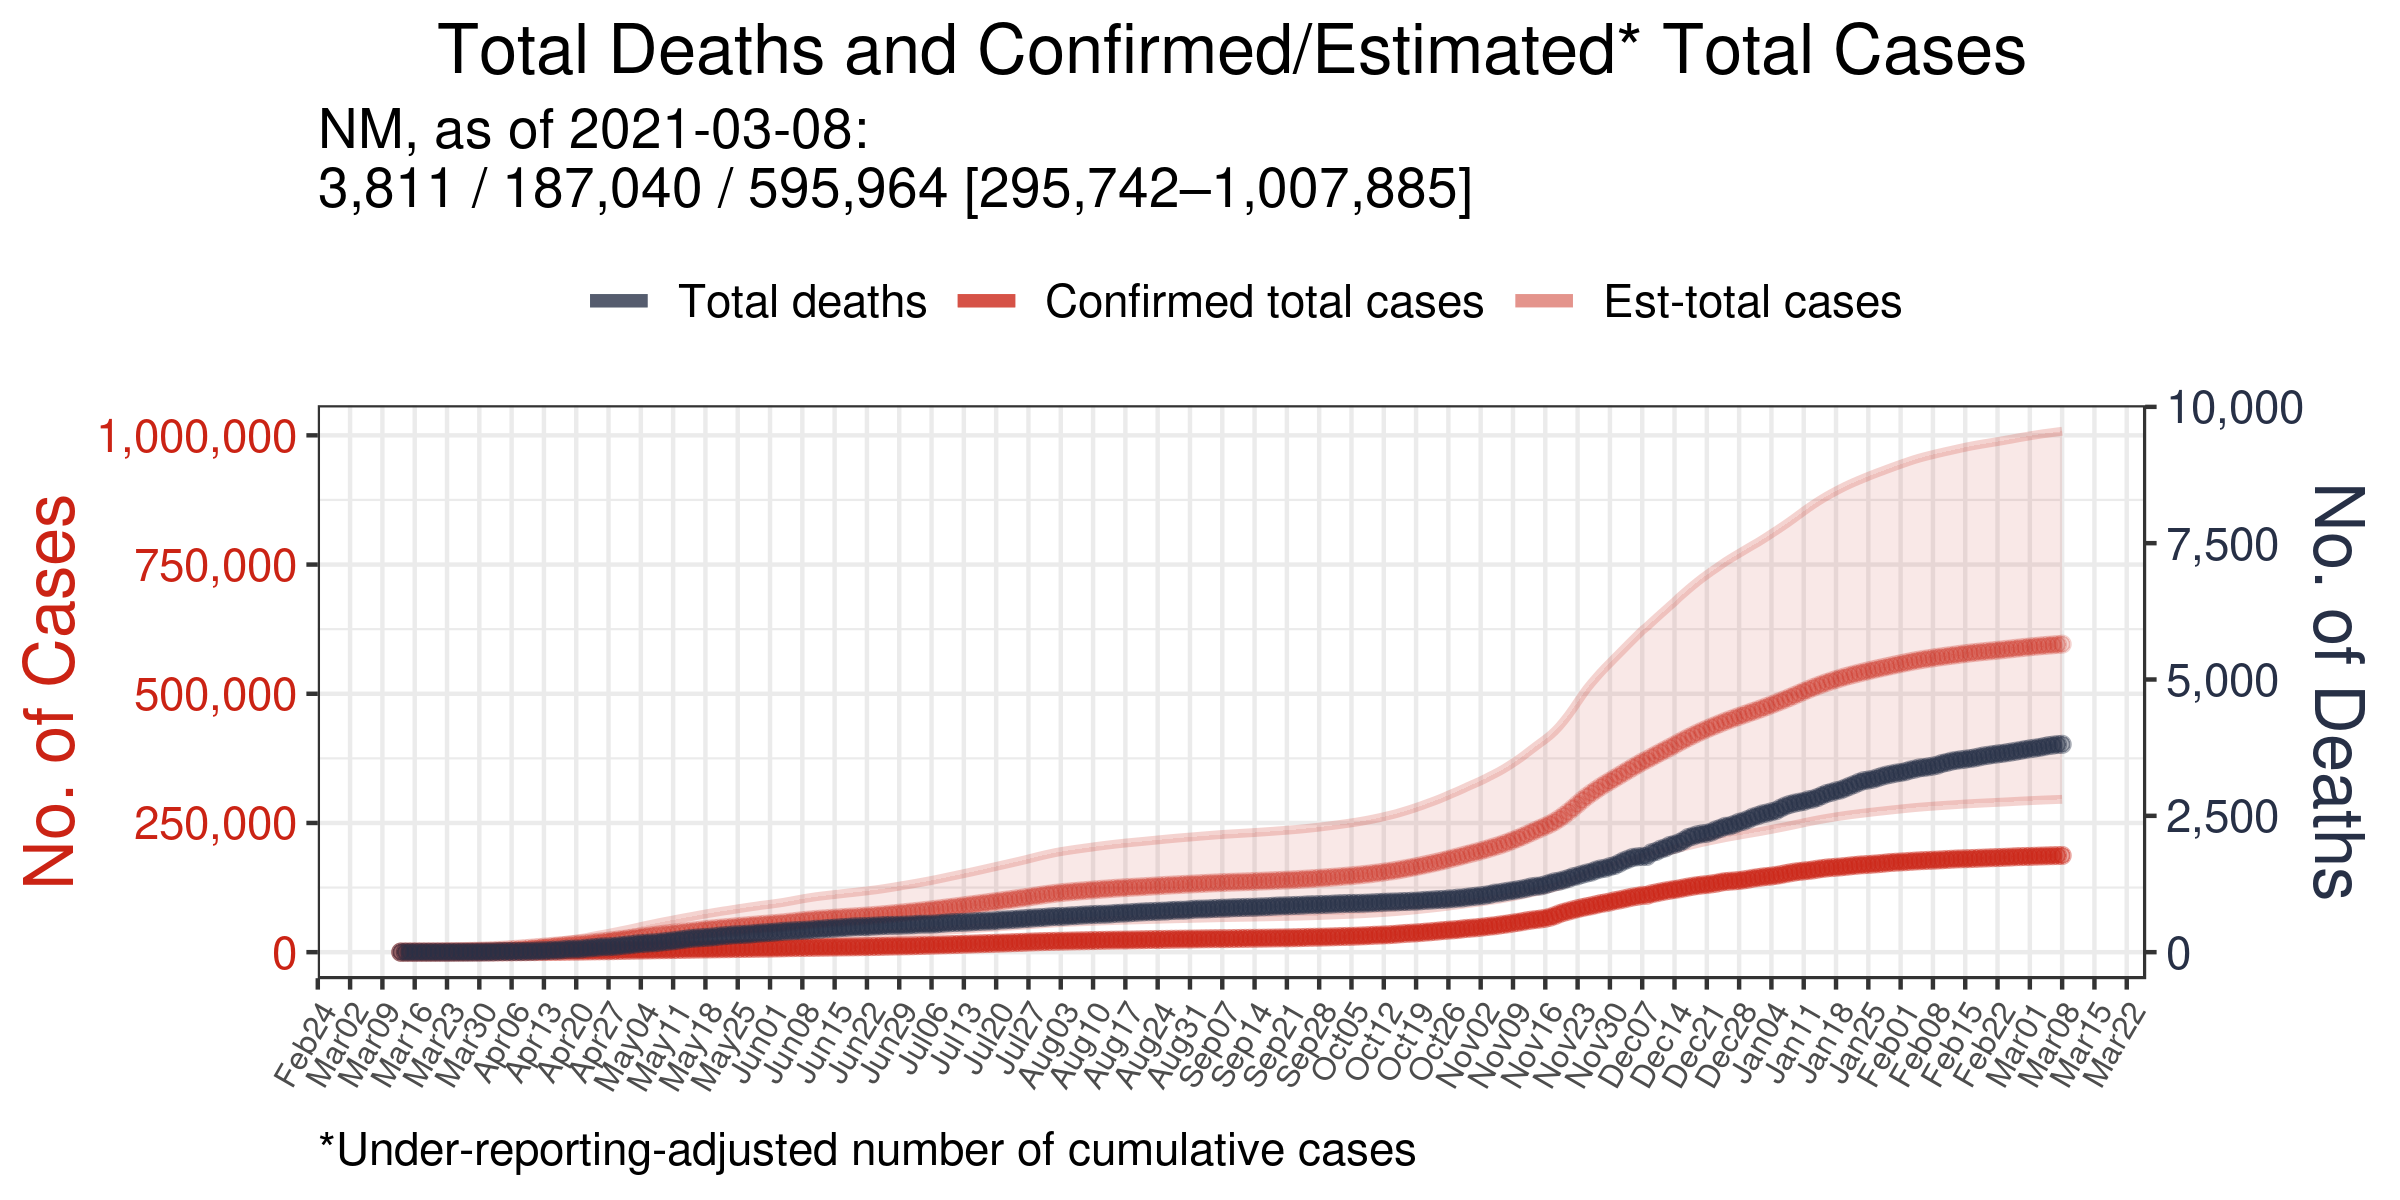 Total Deaths and Confirmed/Estimated* Total Cases
NM, as of 2021-03-08:
3,811 / 187,040 / 595,964 [295,742–1,007,885]
Total deaths
Confirmed total cases
Est-total cases
No. of Cases
1,000,000
750,000
500,000
250,000
0
10,000
7,500
5,000
2,500
0
No. of Deaths
Feb24
Mar02
Mar09
Mar16
Mar23
Mar30
Apr06
Apr13
Apr20
Apr27
May04
May11
May18
May25
Jun01
Jun08
Jun15
Jun22
Jun29
Jul06
Jul13
Jul20
Jul27
Aug03
Aug10
Aug17
Aug24
Aug31
Sep07
Sep14
Sep21
Sep28
Oct05
Oct12
Oct19
Oct26
Nov02
Nov09
Nov16
Nov23
Nov30
Dec07
Dec14
Dec21
Dec28
Jan04
Jan11
Jan18
Jan25
Feb01
Feb08
Feb15
Feb22
Mar01
Mar08
Mar15
Mar22
*Under-reporting-adjusted number of cumulative cases